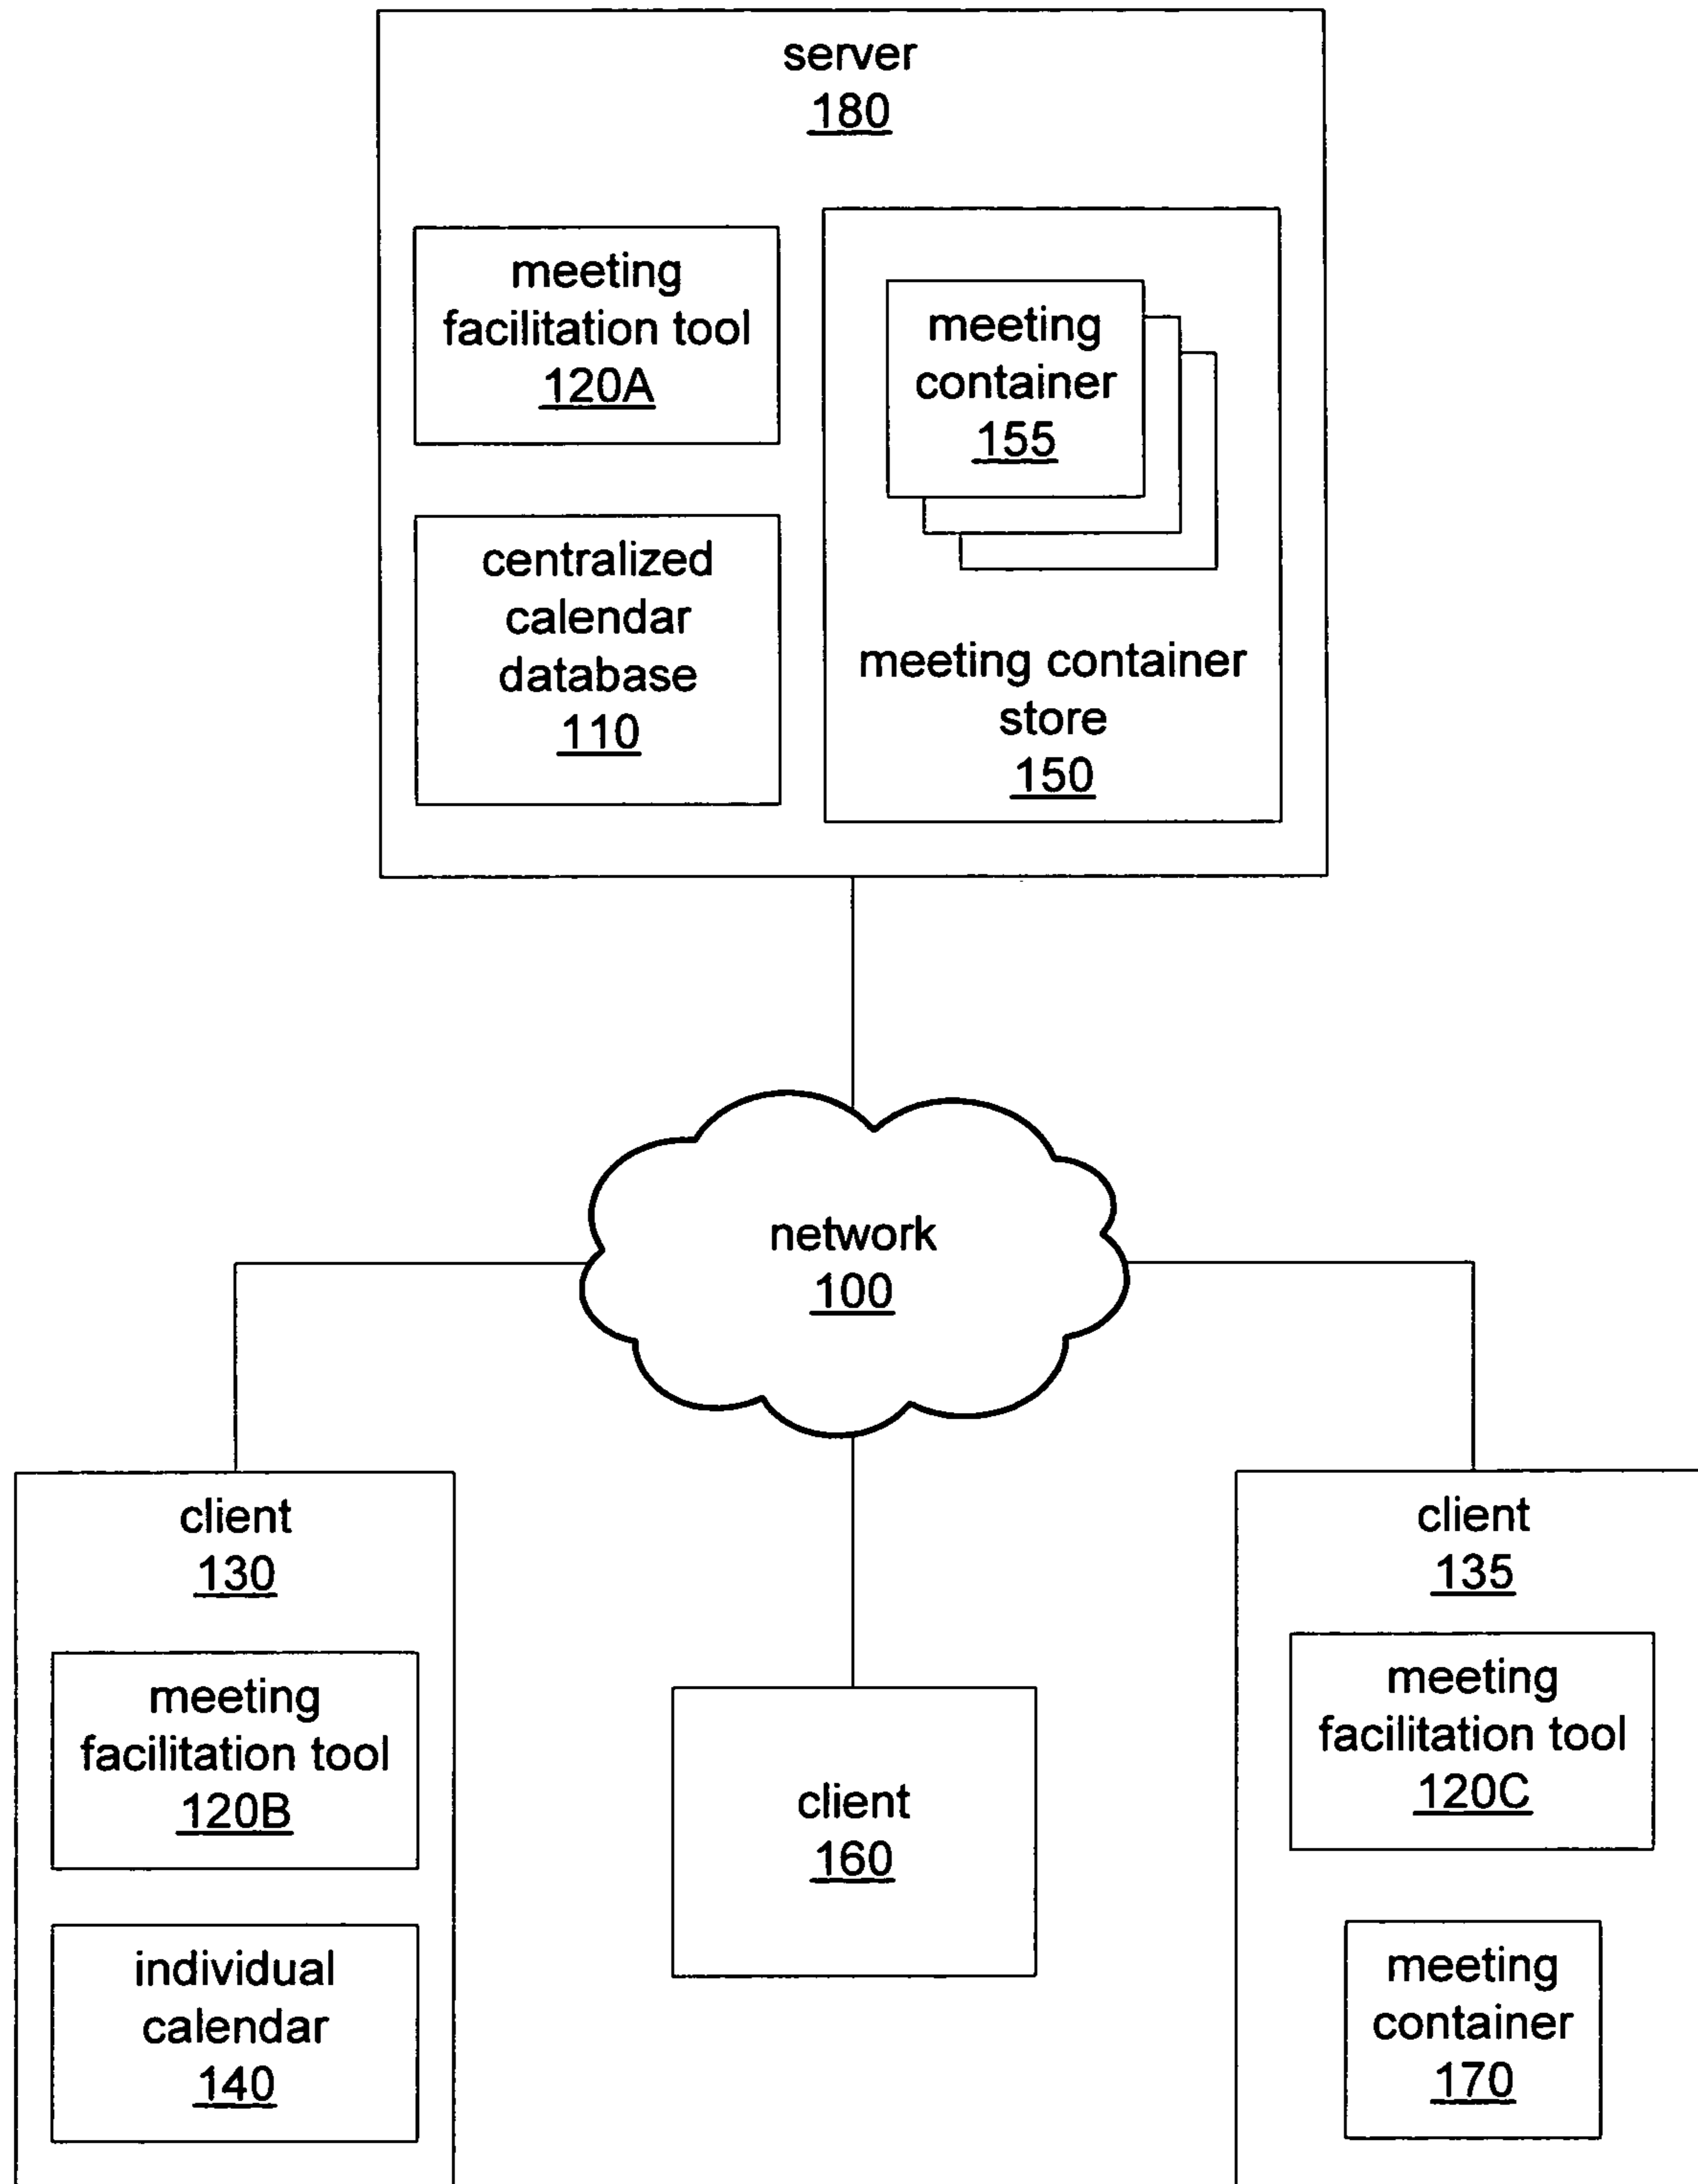 server
180
meeting
facilitation tool
120A
centralized
calendar
database
110
meeting
container
155
meeting container
store
150
network
100
client
130
meeting
facilitation tool
120B
individual
calendar
140
client
160
client
135
meeting
facilitation tool
120C
meeting
container
170